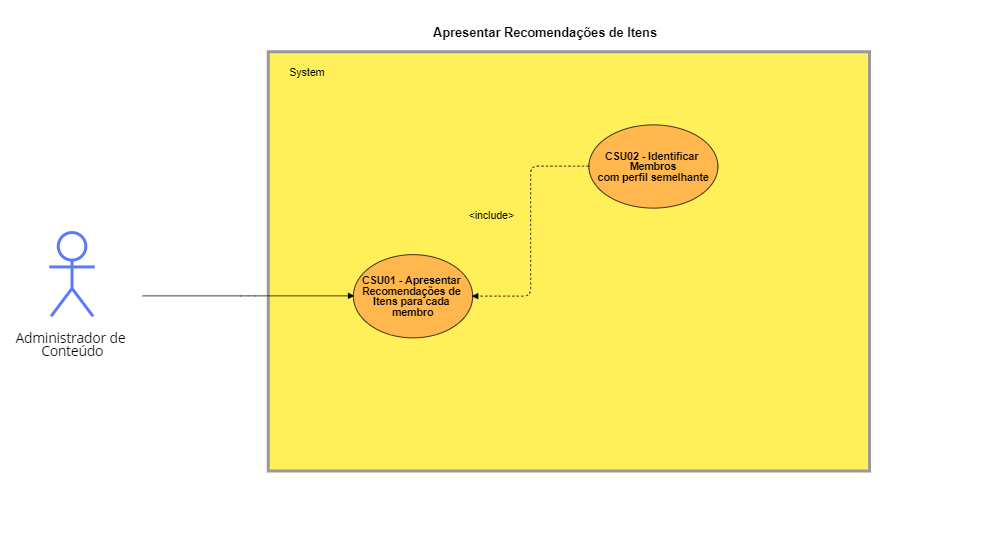 Apresentar Recomendações de Itens
System
CSU02 - Identificar
Membros
com perfil semelhante
<include>
CSU01 - Apresentar
Recomendações de
Itens para cada
membro
Administrador de
Conteúdo